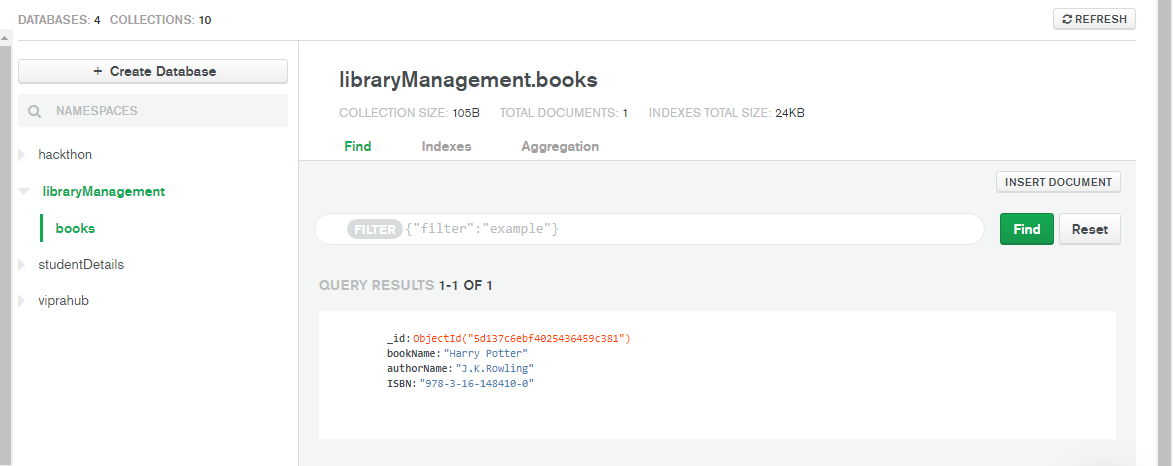 DATABASES: 4 COLLECTIONS: 10
REFRESH
+ Create Database
NAMESPACES
hackthon
libraryManagement
books
studentDetails
viprahub
libraryManagement.books
COLLECTION SIZE: 105B TOTAL DOCUMENTS: 1 INDEXES TOTAL SIZE: 24KB
Find Indexes Aggregation
INSERT DOCUMENT
FILTER {"filter":"example"}
Find Reset
QUERY RESULTS 1-1 OF 1
_id: ObjectId("5d137c6ebf4025436459c381")
bookName: "Harry Potter"
authorName: "J.K.Rowling"
ISBN: "978-3-16-148410-0"